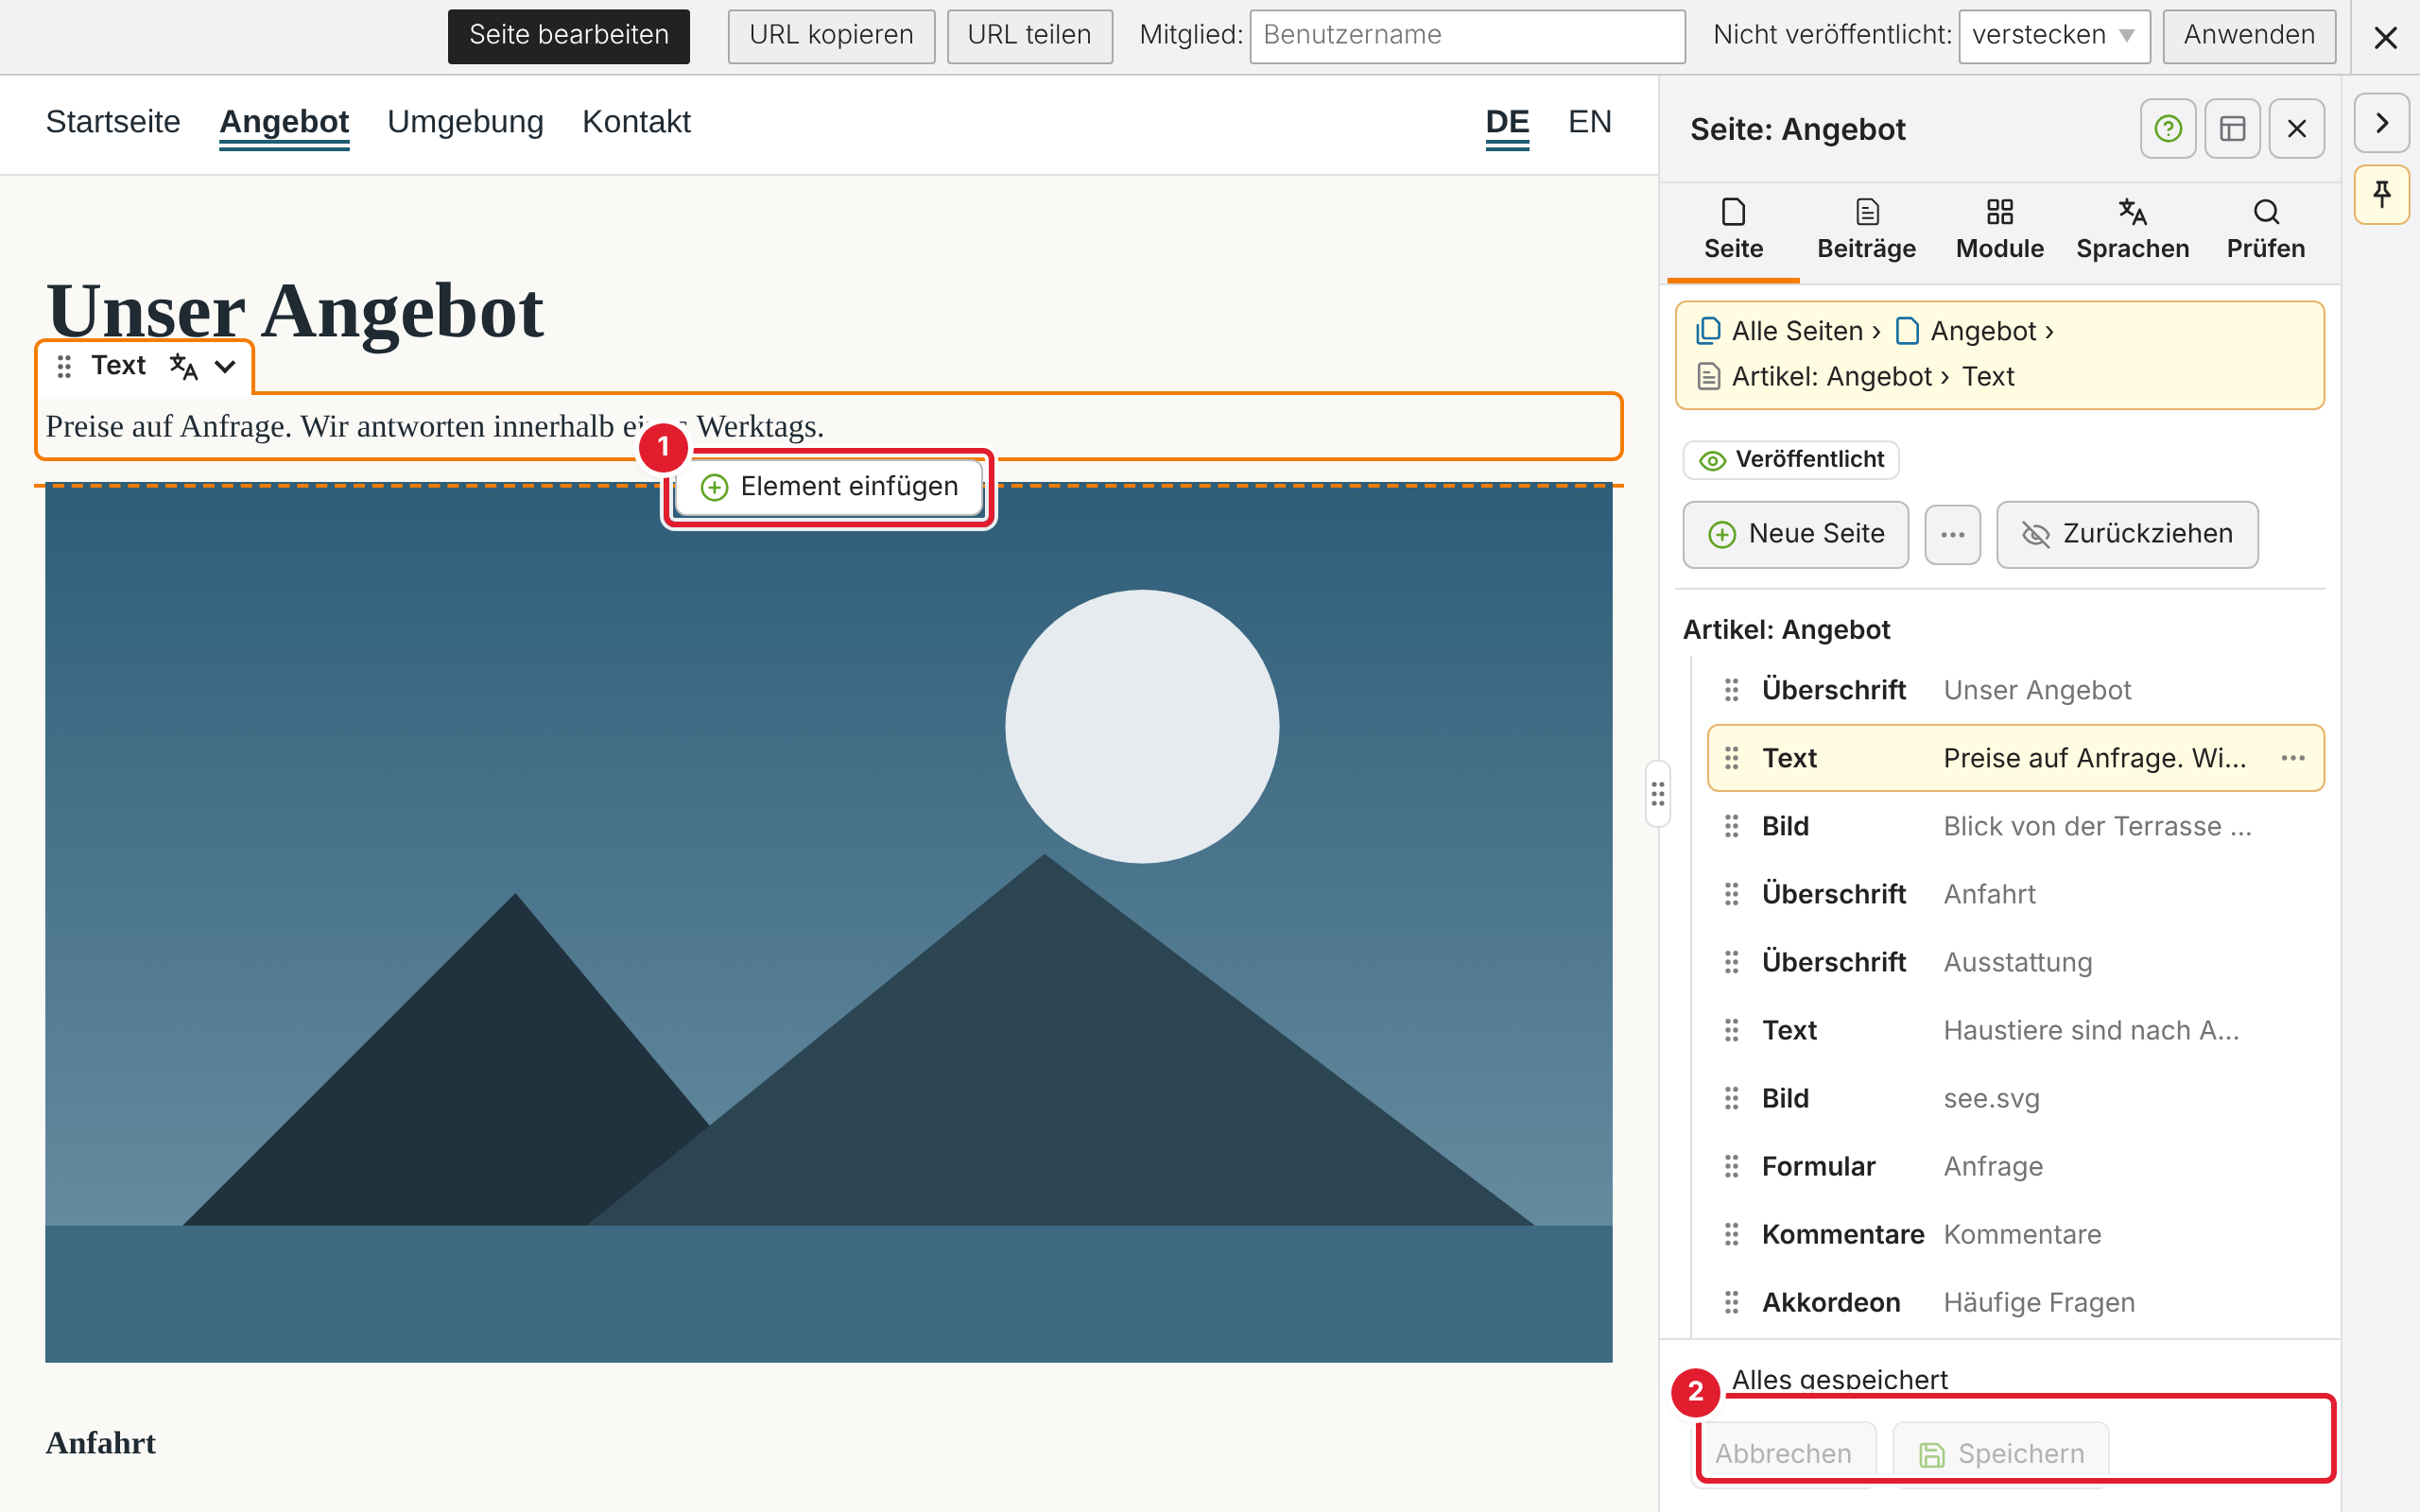 Seite bearbeiten URL kopieren URL teilen Mitglied: Benutzername Nicht veröffentlicht: verstecken Anwenden
Startseite Angebot Umgebung Kontakt DE EN
Unser Angebot
Text
Preise auf Anfrage. Wir antworten innerhalb Werktags.
1
Element einfügen
Anfahrt
Seite: Angebot
Seite Beiträge Module Sprachen Prüfen
Alle Seiten › Angebot ›
Artikel: Angebot › Text
Veröffentlicht
Neue Seite ... Zurückziehen
Artikel: Angebot
Überschrift Unser Angebot
Text Preise auf Anfrage. Wi... ...
Bild Blick von der Terrasse ...
Überschrift Anfahrt
Überschrift Ausstattung
Text Haustiere sind nach A...
Bild see.svg
Formular Anfrage
Kommentare Kommentare
Akkordeon Häufige Fragen
Alles gespeichert
2
Abbrechen Speichern